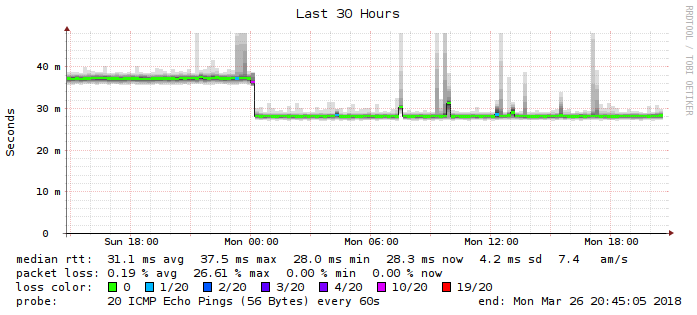 Last 30 Hours
RRDTOOL / TOBI OETIKER
Seconds
40 m
30 m
20 m
10 m
0
Sun 18:00 Mon 00:00 Mon 06:00 Mon 12:00 Mon 18:00
median rtt: 31.1 ms avg 37.5 ms max 28.0 ms min 28.3 ms now 4.2 ms sd 7.4 am/s
packet loss: 0.19 % avg 26.61 % max 0.00 % min 0.00 % now
loss color: 0 1/20 2/20 3/20 4/20 10/20 19/20
probe: 20 ICMP Echo Pings (56 Bytes) every 60s end: Mon Mar 26 20:45:05 2018